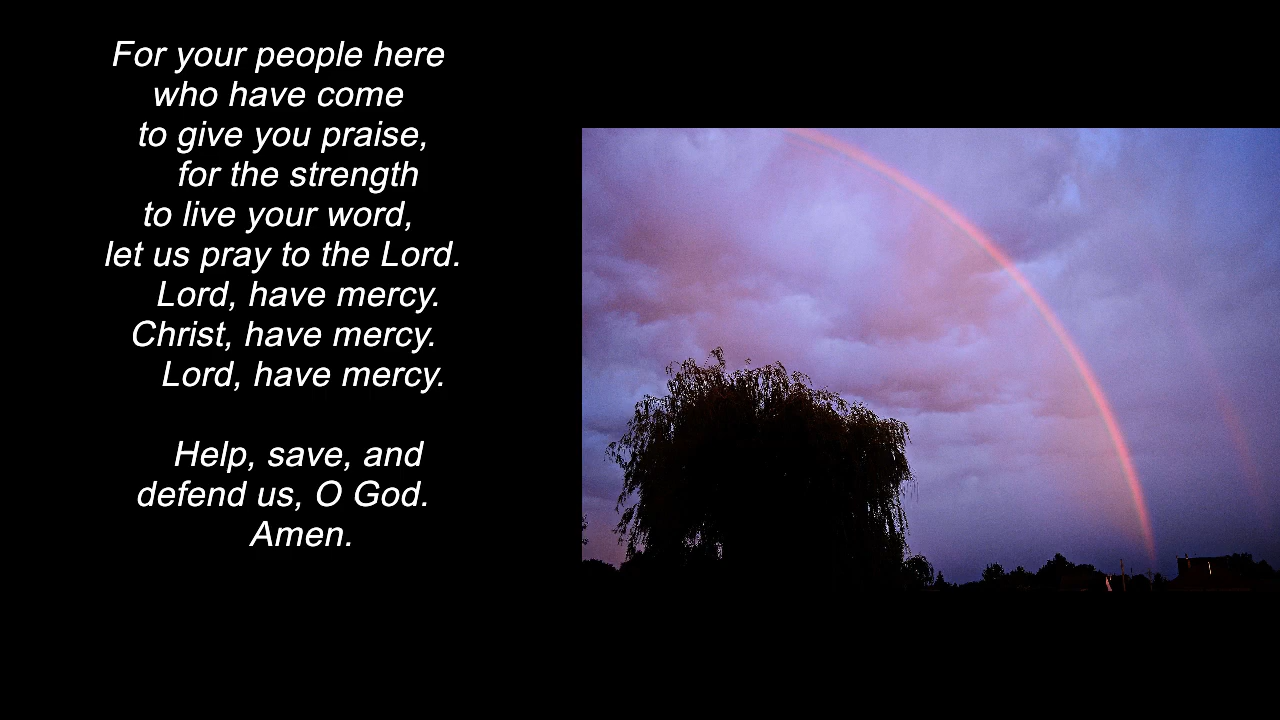 For your people here
who have come
to give you praise,
for the strength
to live your word,
let us pray to the Lord.
Lord, have mercy.
Christ, have mercy.
Lord, have mercy.
Help, save, and
defend us, O God.
Amen.